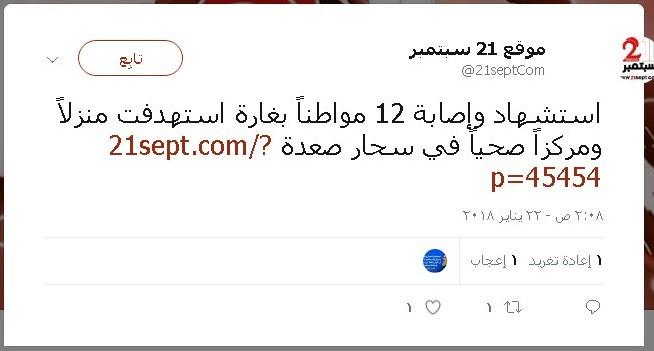 موقع 21 سبتمبر
@21septCom
تابِع
21
سبتمبر
استشهاد وإصابة 12 مواطناً بغارة استهدفت منزلاً
ومركزاً صحياً في سحار صعدة 21sept.com/?
p=45454
٢:٠٨ ص - ٢٢ يناير ٢٠١٨
١ إعادة تغريد ١ إعجاب
١ ١